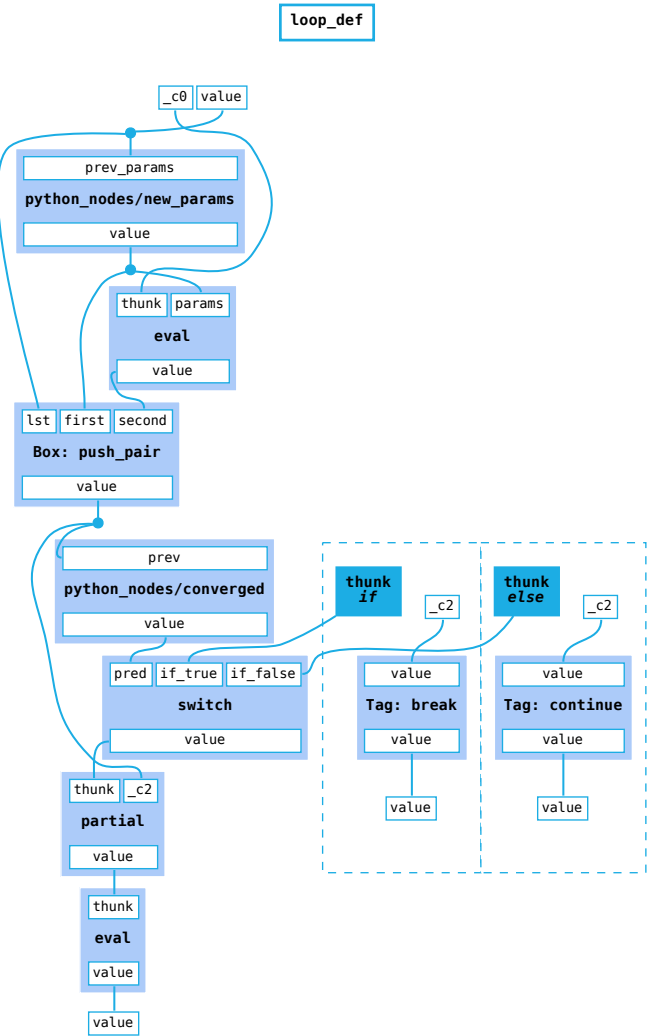 loop_def
_c0 value
prev_params
python_nodes/new_params
value
thunk params
eval
value
lst first second
Box: push_pair
value
prev
python_nodes/converged
value
pred if_true if_false
switch
value
thunk _c2
partial
value
thunk
eval
value
value
thunk
if
_c2
value
Tag: break
value
value
thunk
else
_c2
value
Tag: continue
value
value